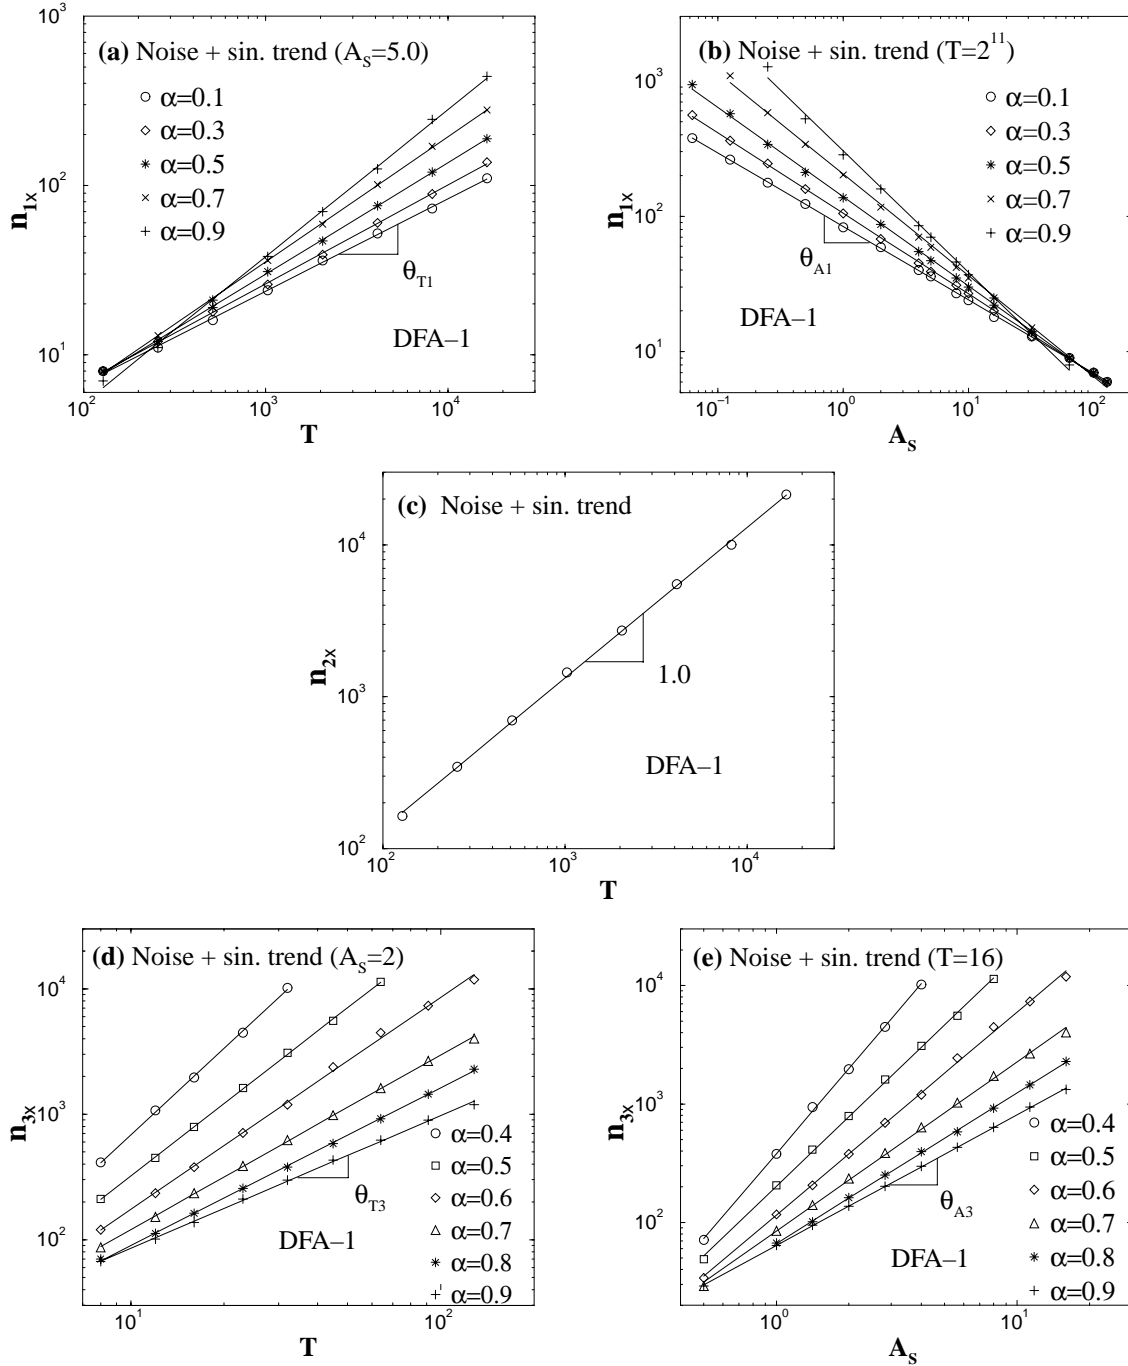 (a) Noise + sin. trend (A_S=5.0)
α=0.1
α=0.3
α=0.5
α=0.7
α=0.9
θ_T1
DFA–1
n_1x
10^3
10^2
10^1
10^2
10^3
10^4
T
(b) Noise + sin. trend (T=2^11)
α=0.1
α=0.3
α=0.5
α=0.7
α=0.9
θ_A1
DFA–1
n_1x
10^3
10^2
10^1
10^−1
10^0
10^1
10^2
A_S
(c) Noise + sin. trend
1.0
DFA–1
n_2x
10^4
10^3
10^2
10^2
10^3
10^4
T
(d) Noise + sin. trend (A_S=2)
α=0.4
α=0.5
α=0.6
α=0.7
α=0.8
α=0.9
θ_T3
DFA–1
n_3x
10^4
10^3
10^2
10^1
10^2
T
(e) Noise + sin. trend (T=16)
α=0.4
α=0.5
α=0.6
α=0.7
α=0.8
α=0.9
θ_A3
DFA–1
n_3x
10^4
10^3
10^2
10^0
10^1
A_S